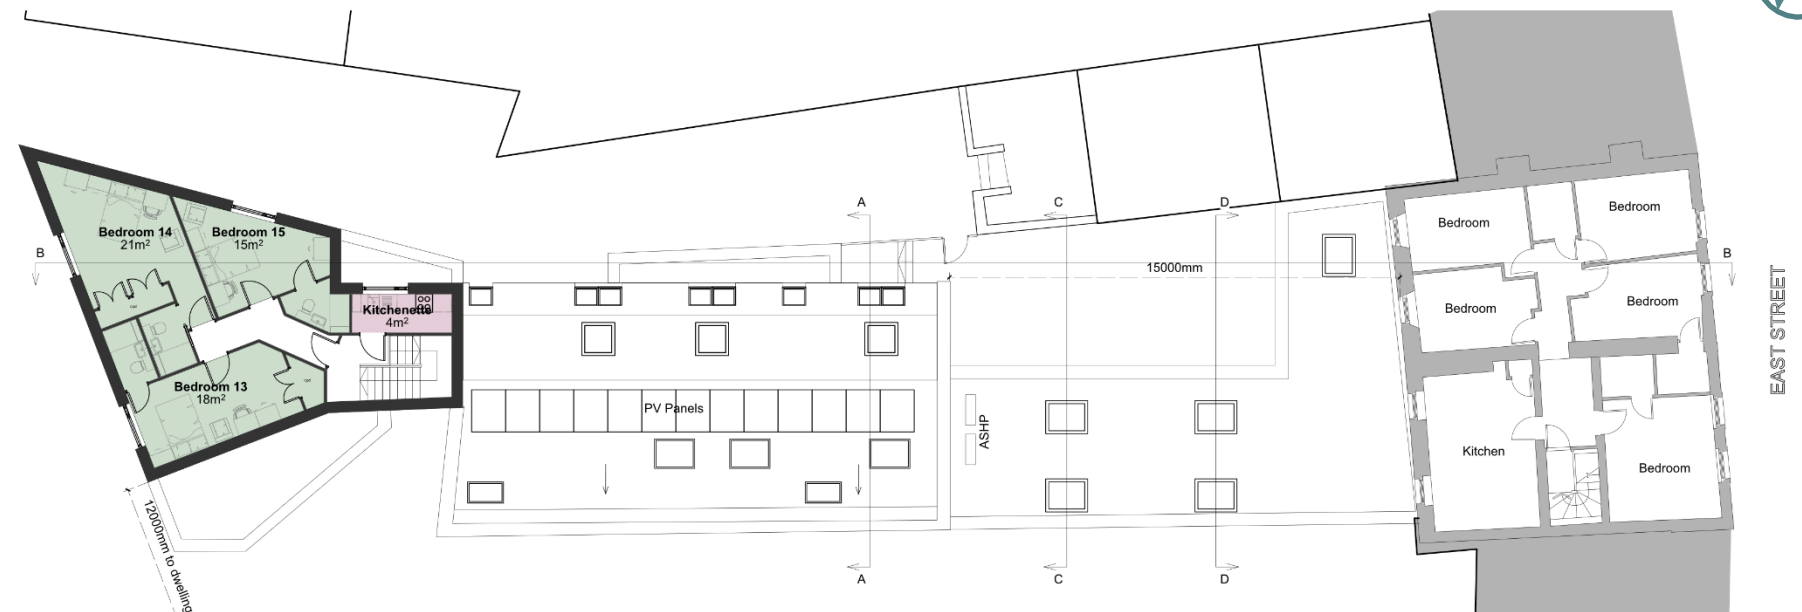 Bedroom 14
21m²
Bedroom 15
15m²
B
Kitchenette
4m²
Bedroom 13
18m²
12000mm to dwelling
A
C
D
15000mm
PV Panels
ASHP
A
C
D
Bedroom
Bedroom
Bedroom
Bedroom
Kitchen
Bedroom
B
EAST STREET